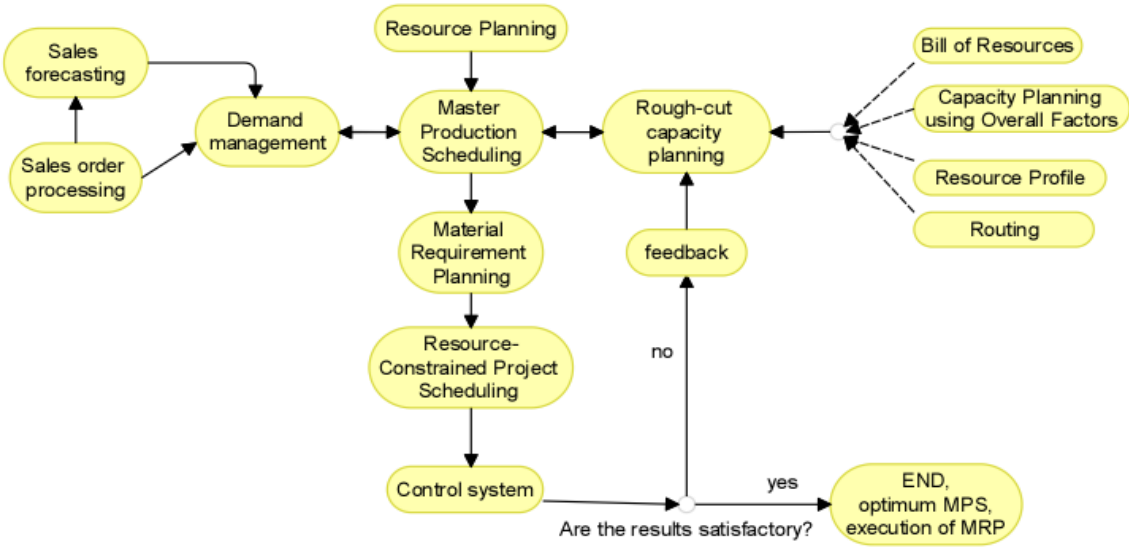 Resource Planning
Sales
forecasting
Bill of Resources
Demand
management
Master
Production
Scheduling
Rough-cut
capacity
planning
Capacity Planning
using Overall Factors
Sales order
processing
Resource Profile
Routing
Material
Requirement
Planning
feedback
no
Resource-
Constrained Project
Scheduling
Control system
yes
Are the results satisfactory?
END,
optimum MPS,
execution of MRP